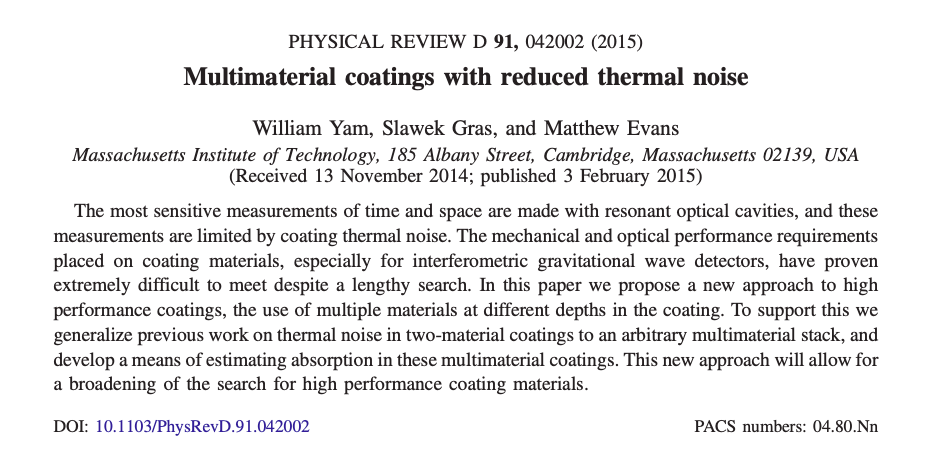 PHYSICAL REVIEW D 91, 042002 (2015)
Multimaterial coatings with reduced thermal noise
William Yam, Slawek Gras, and Matthew Evans
Massachusetts Institute of Technology, 185 Albany Street, Cambridge, Massachusetts 02139, USA
(Received 13 November 2014; published 3 February 2015)
The most sensitive measurements of time and space are made with resonant optical cavities, and these
measurements are limited by coating thermal noise. The mechanical and optical performance requirements
placed on coating materials, especially for interferometric gravitational wave detectors, have proven
extremely difficult to meet despite a lengthy search. In this paper we propose a new approach to high
performance coatings, the use of multiple materials at different depths in the coating. To support this we
generalize previous work on thermal noise in two-material coatings to an arbitrary multimaterial stack, and
develop a means of estimating absorption in these multimaterial coatings. This new approach will allow for
a broadening of the search for high performance coating materials.
DOI: 10.1103/PhysRevD.91.042002 PACS numbers: 04.80.Nn